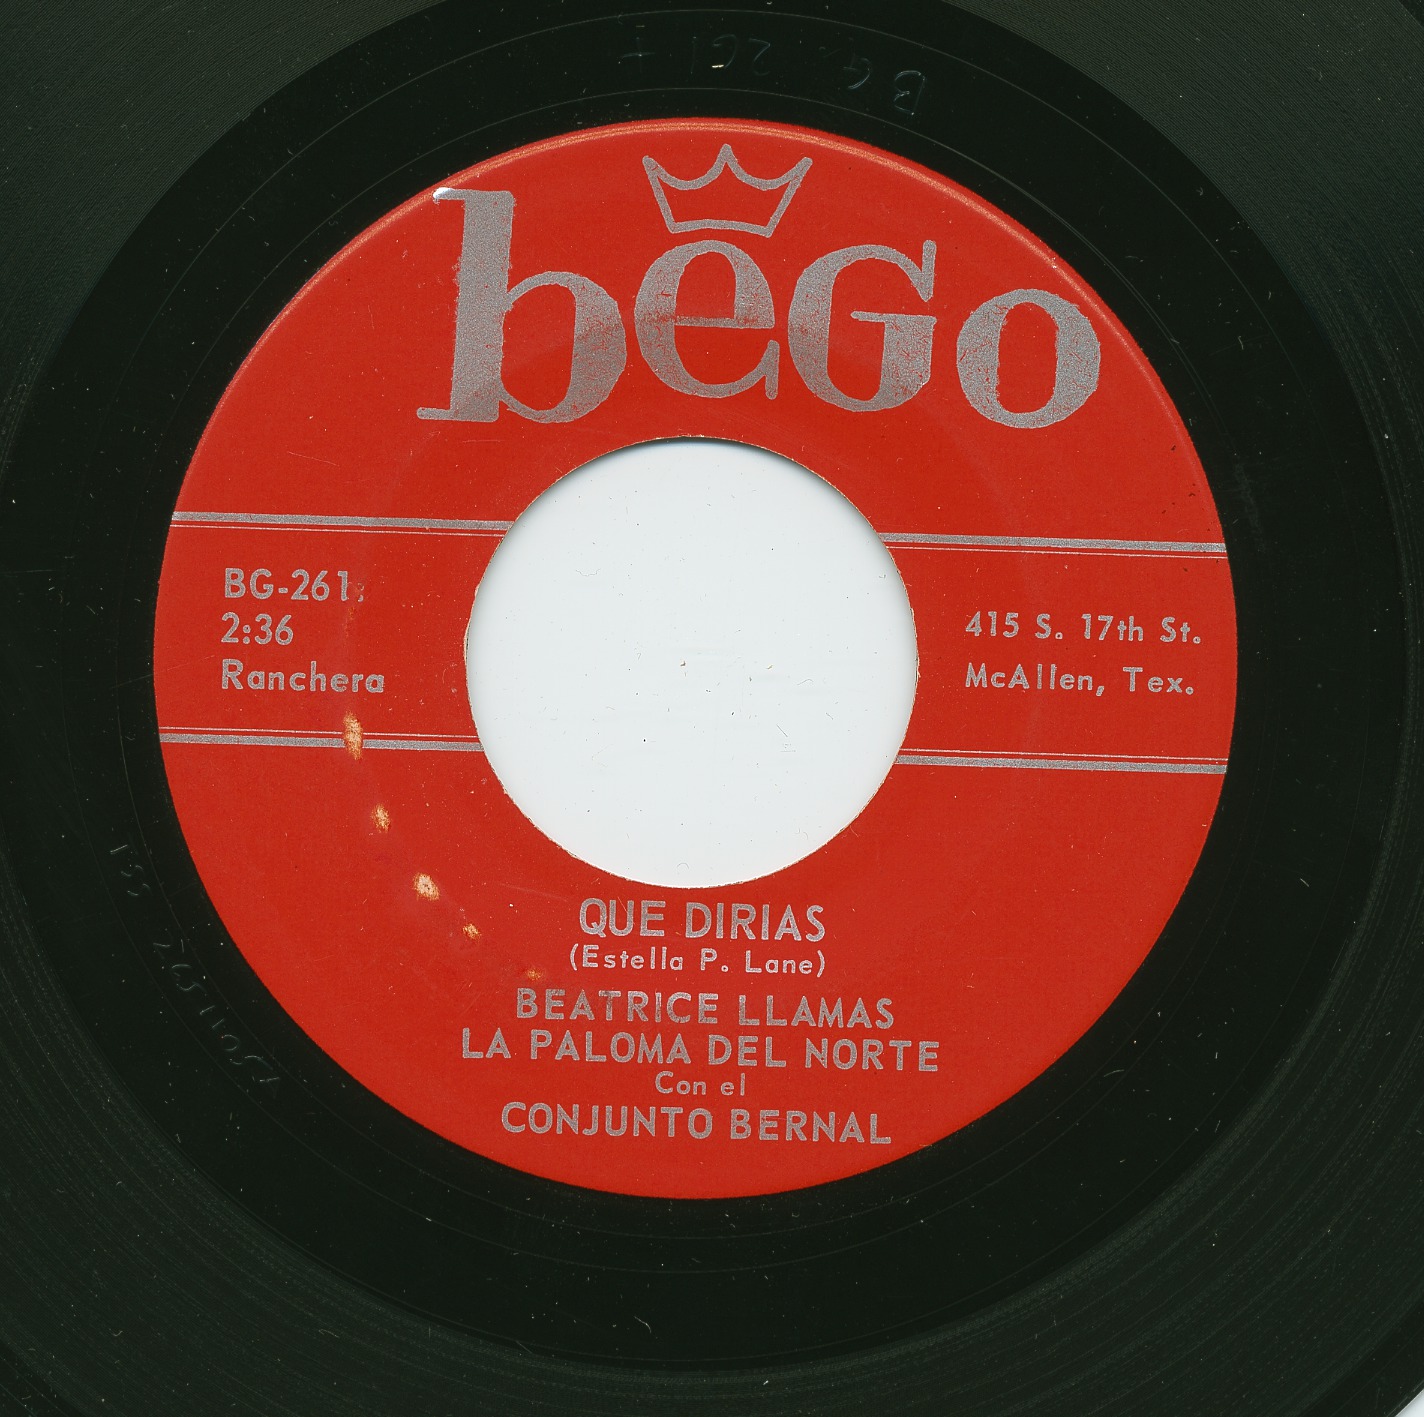 beGo
BG-261
2:36
Ranchera
415 S. 17th St.
McAllen, Tex.
QUE DIRIAS
(Estella P. Lane)
BEATRICE LLAMAS
LA PALOMA DEL NORTE
Con el
CONJUNTO BERNAL